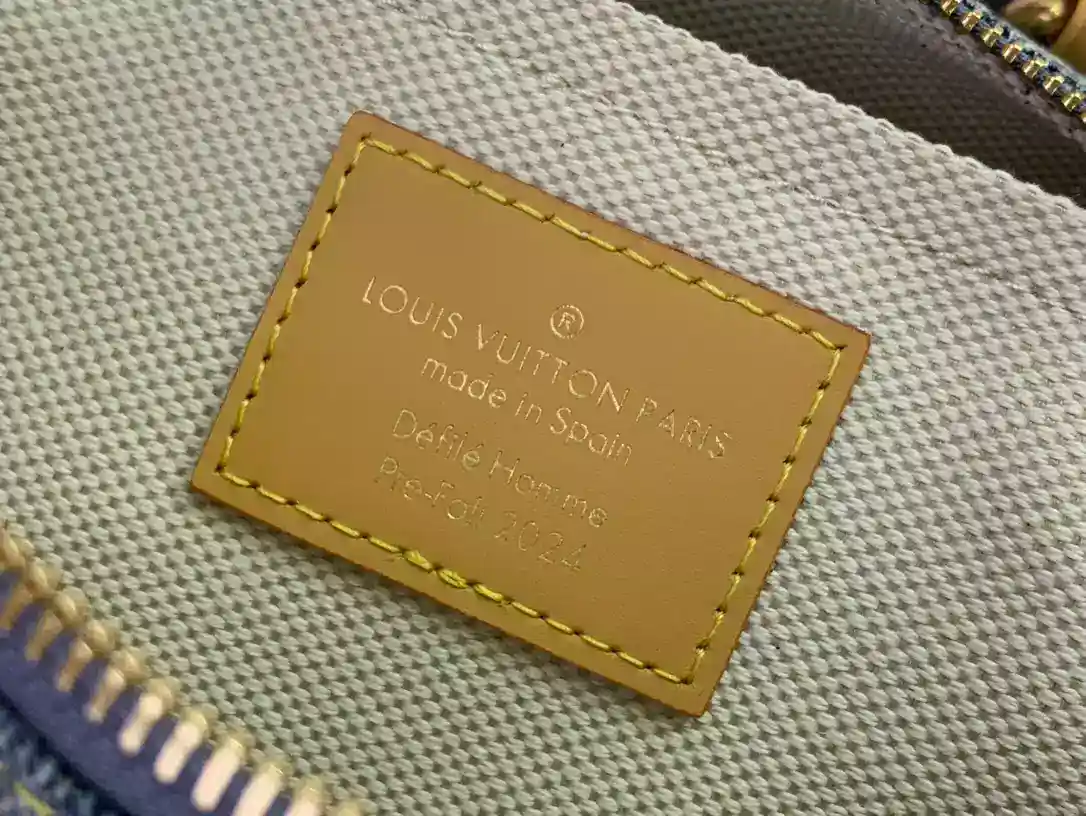 ®
LOUIS VUITTON PARIS
made in Spain
Défilé Homme
Pre-Fall 2024